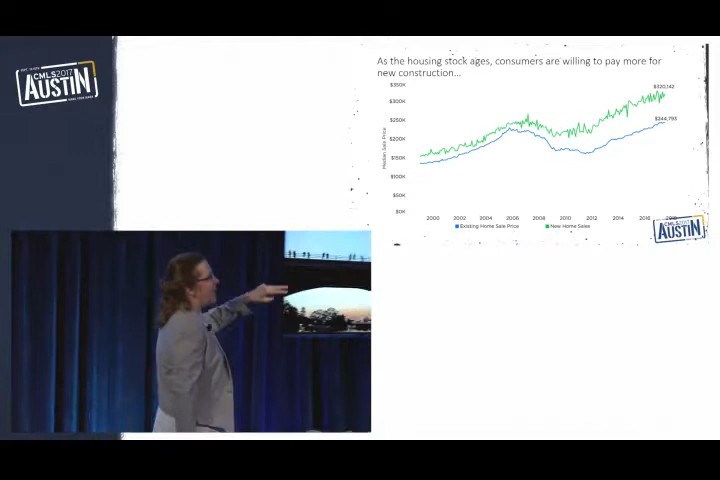 CMLS2017
AUSTIN
As the housing stock ages, consumers are willing to pay more for
new construction...
$350K
$300K
$250K
$200K
$150K
$100K
$50K
$0K
Median Sale Price
$320,142
$244,793
2000 2002 2004 2006 2008 2010 2012 2014 2016
Existing Home Sale Price
New Home Sales
AUSTIN